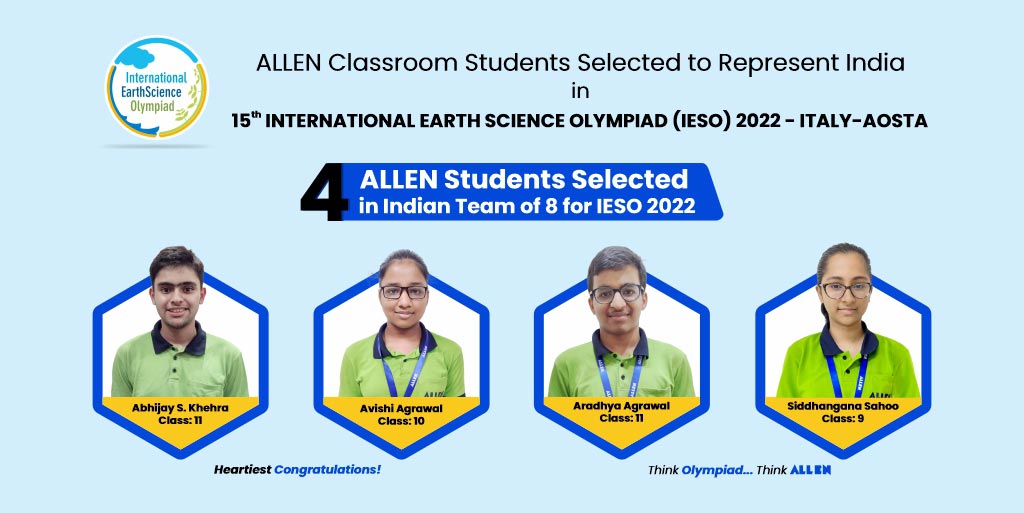 International
EarthScience
Olympiad
ALLEN Classroom Students Selected to Represent India
in
15th INTERNATIONAL EARTH SCIENCE OLYMPIAD (IESO) 2022 - ITALY-AOSTA
4 ALLEN Students Selected
in Indian Team of 8 for IESO 2022
ALLEN
ALLEN
Abhijay S. Khehra
Class: 11
Avishi Agrawal
Class: 10
Aradhya Agrawal
Class: 11
Siddhangana Sahoo
Class: 9
Heartiest Congratulations!
Think Olympiad... Think ALLEN